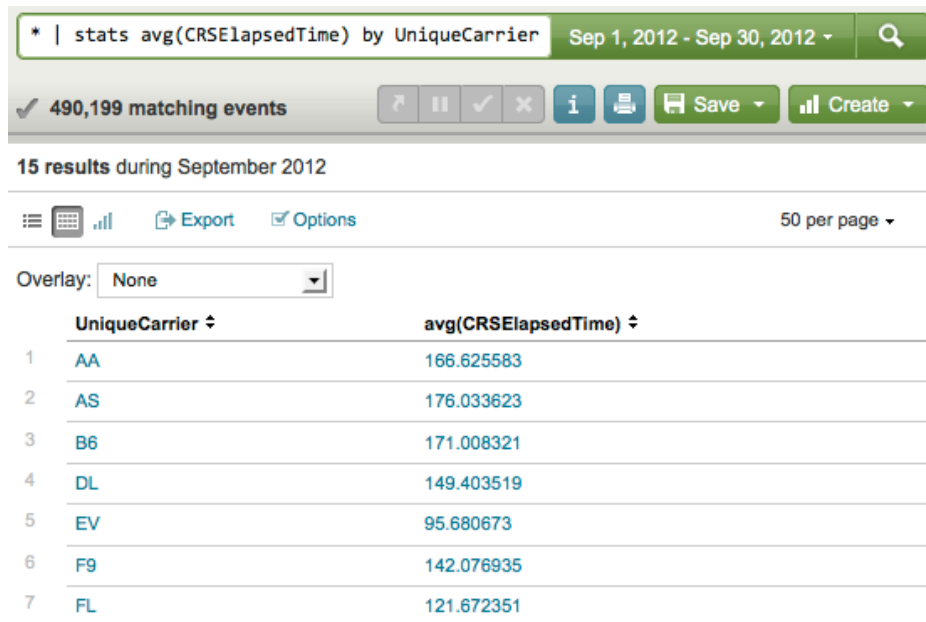 * | stats avg(CRSElapsedTime) by UniqueCarrier Sep 1, 2012 - Sep 30, 2012
490,199 matching events i Save Create
15 results during September 2012
Export Options 50 per page
Overlay: None
UniqueCarrier avg(CRSElapsedTime)
1 AA 166.625583
2 AS 176.033623
3 B6 171.008321
4 DL 149.403519
5 EV 95.680673
6 F9 142.076935
7 FL 121.672351